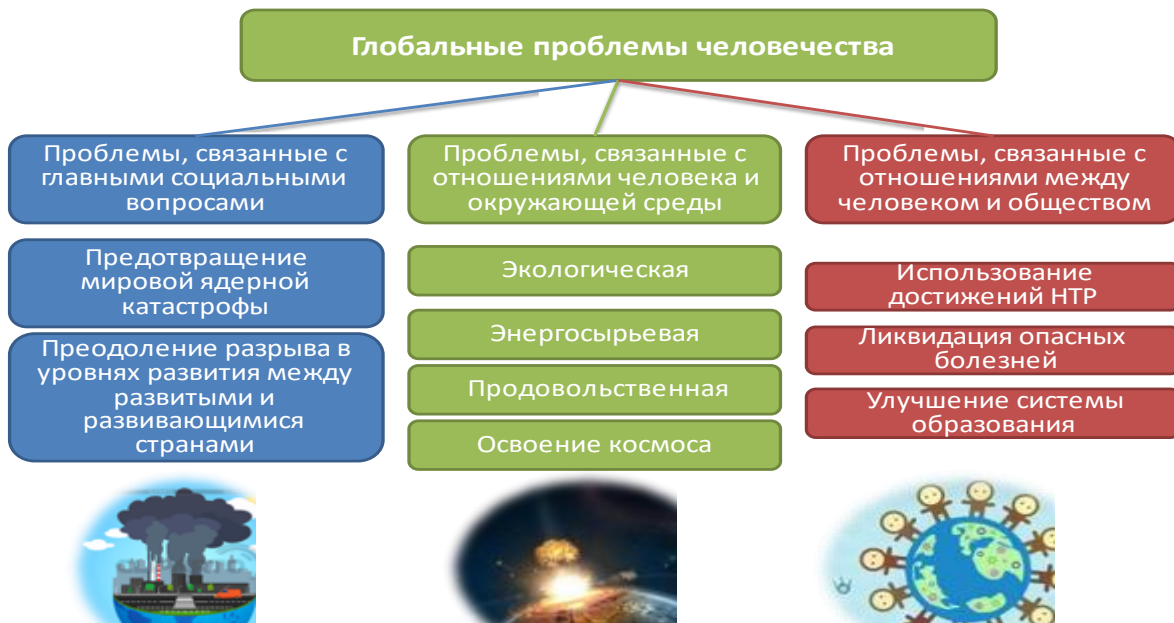 Глобальные проблемы человечества
Проблемы, связанные с
главными социальными
вопросами
Предотвращение
мировой ядерной
катастрофы
Преодоление разрыва в
уровнях развития между
развитыми и
развивающимися
странами
Проблемы, связанные с
отношениями человека и
окружающей среды
Экологическая
Энергосырьевая
Продовольственная
Освоение космоса
Проблемы, связанные с
отношениями между
человеком и обществом
Использование
достижений НТР
Ликвидация опасных
болезней
Улучшение системы
образования